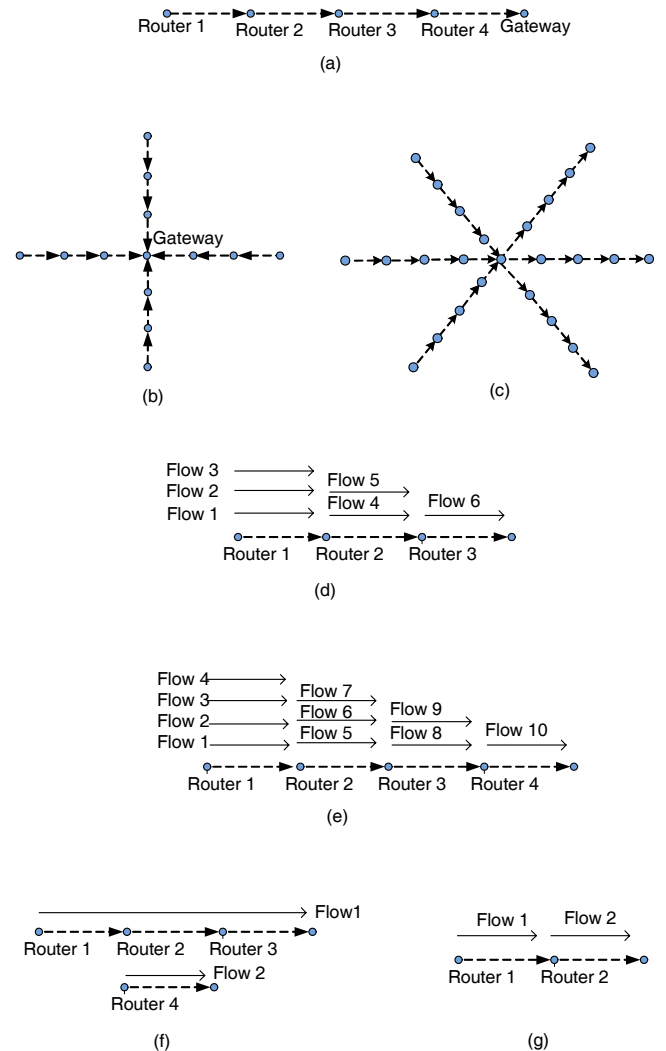 Router 1 Router 2 Router 3 Router 4 Gateway
(a)
Gateway
(b)
(c)
Flow 3
Flow 2
Flow 1
Flow 5
Flow 4
Flow 6
Router 1 Router 2 Router 3
(d)
Flow 4
Flow 3
Flow 2
Flow 1
Flow 7
Flow 6
Flow 5
Flow 9
Flow 8
Flow 10
Router 1 Router 2 Router 3 Router 4
(e)
Flow1
Router 1 Router 2 Router 3
Flow 2
Router 4
(f)
Flow 1 Flow 2
Router 1 Router 2
(g)